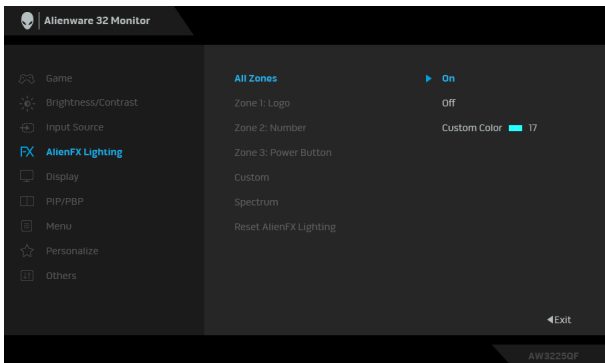 Alienware 32 Monitor
Game
Brightness/Contrast
Input Source
FX AlienFX Lighting
Display
PIP/PBP
Menu
Personalize
Others
All Zones
Zone 1: Logo
Zone 2: Number
Zone 3: Power Button
Custom
Spectrum
Reset AlienFX Lighting
On
Off
Custom Color 17
Exit
AW3225QF